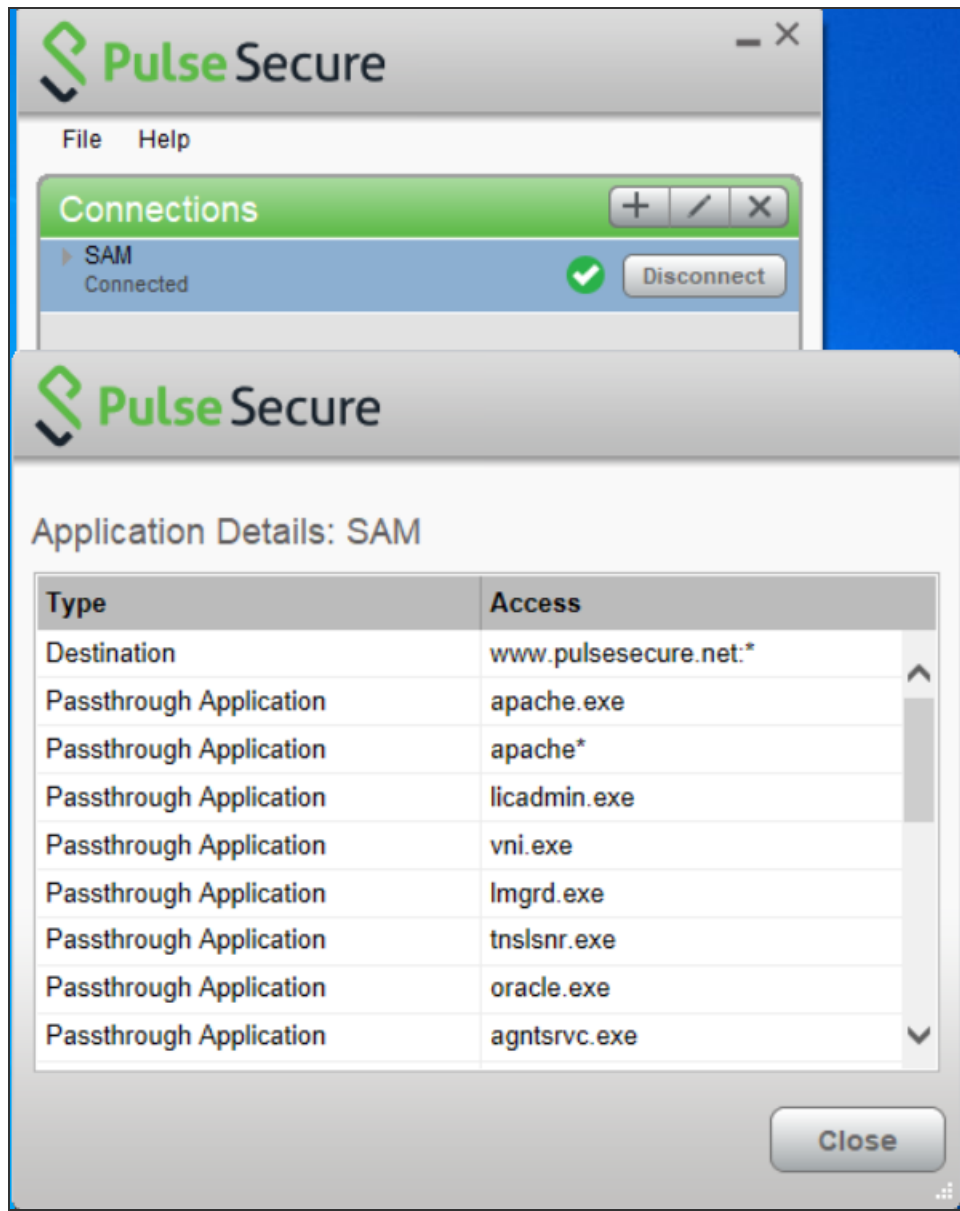 Pulse Secure
File Help
Connections
SAM
Connected
Disconnect
Pulse Secure
Application Details: SAM
Type Access
Destination www.pulsesecure.net:*
Passthrough Application apache.exe
Passthrough Application apache*
Passthrough Application licadmin.exe
Passthrough Application vni.exe
Passthrough Application lmgrd.exe
Passthrough Application tnslsnr.exe
Passthrough Application oracle.exe
Passthrough Application agntsrvc.exe
Close